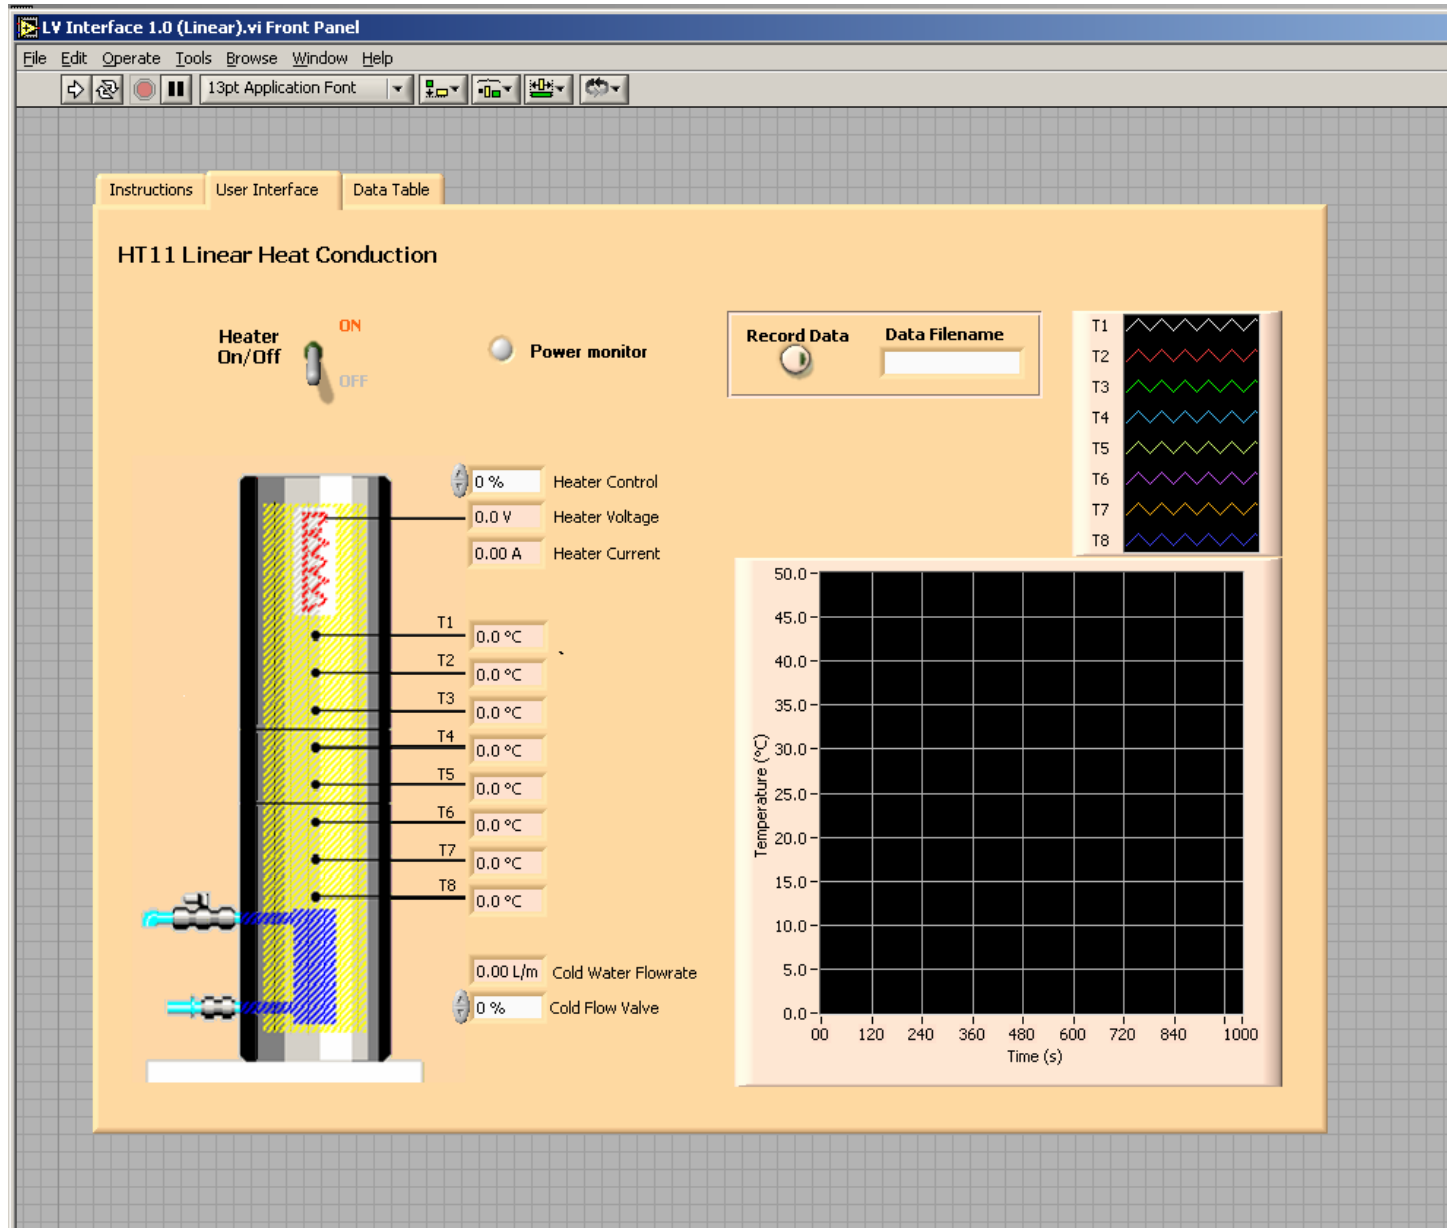 LV Interface 1.0 (Linear).vi Front Panel
File Edit Operate Tools Browse Window Help
13pt Application Font
Instructions User Interface Data Table
HT11 Linear Heat Conduction
Heater
On/Off
ON
OFF
Power monitor
Record Data Data Filename
T1
T2
T3
T4
T5
T6
T7
T8
0 % Heater Control
0.0 V Heater Voltage
0.00 A Heater Current
T1 0.0 °C
T2 0.0 °C
T3 0.0 °C
T4 0.0 °C
T5 0.0 °C
T6 0.0 °C
T7 0.0 °C
T8 0.0 °C
0.00 L/m Cold Water Flowrate
0 % Cold Flow Valve
Temperature (°C)
50.0
45.0
40.0
35.0
30.0
25.0
20.0
15.0
10.0
5.0
0.0
00 120 240 360 480 600 720 840 1000
Time (s)